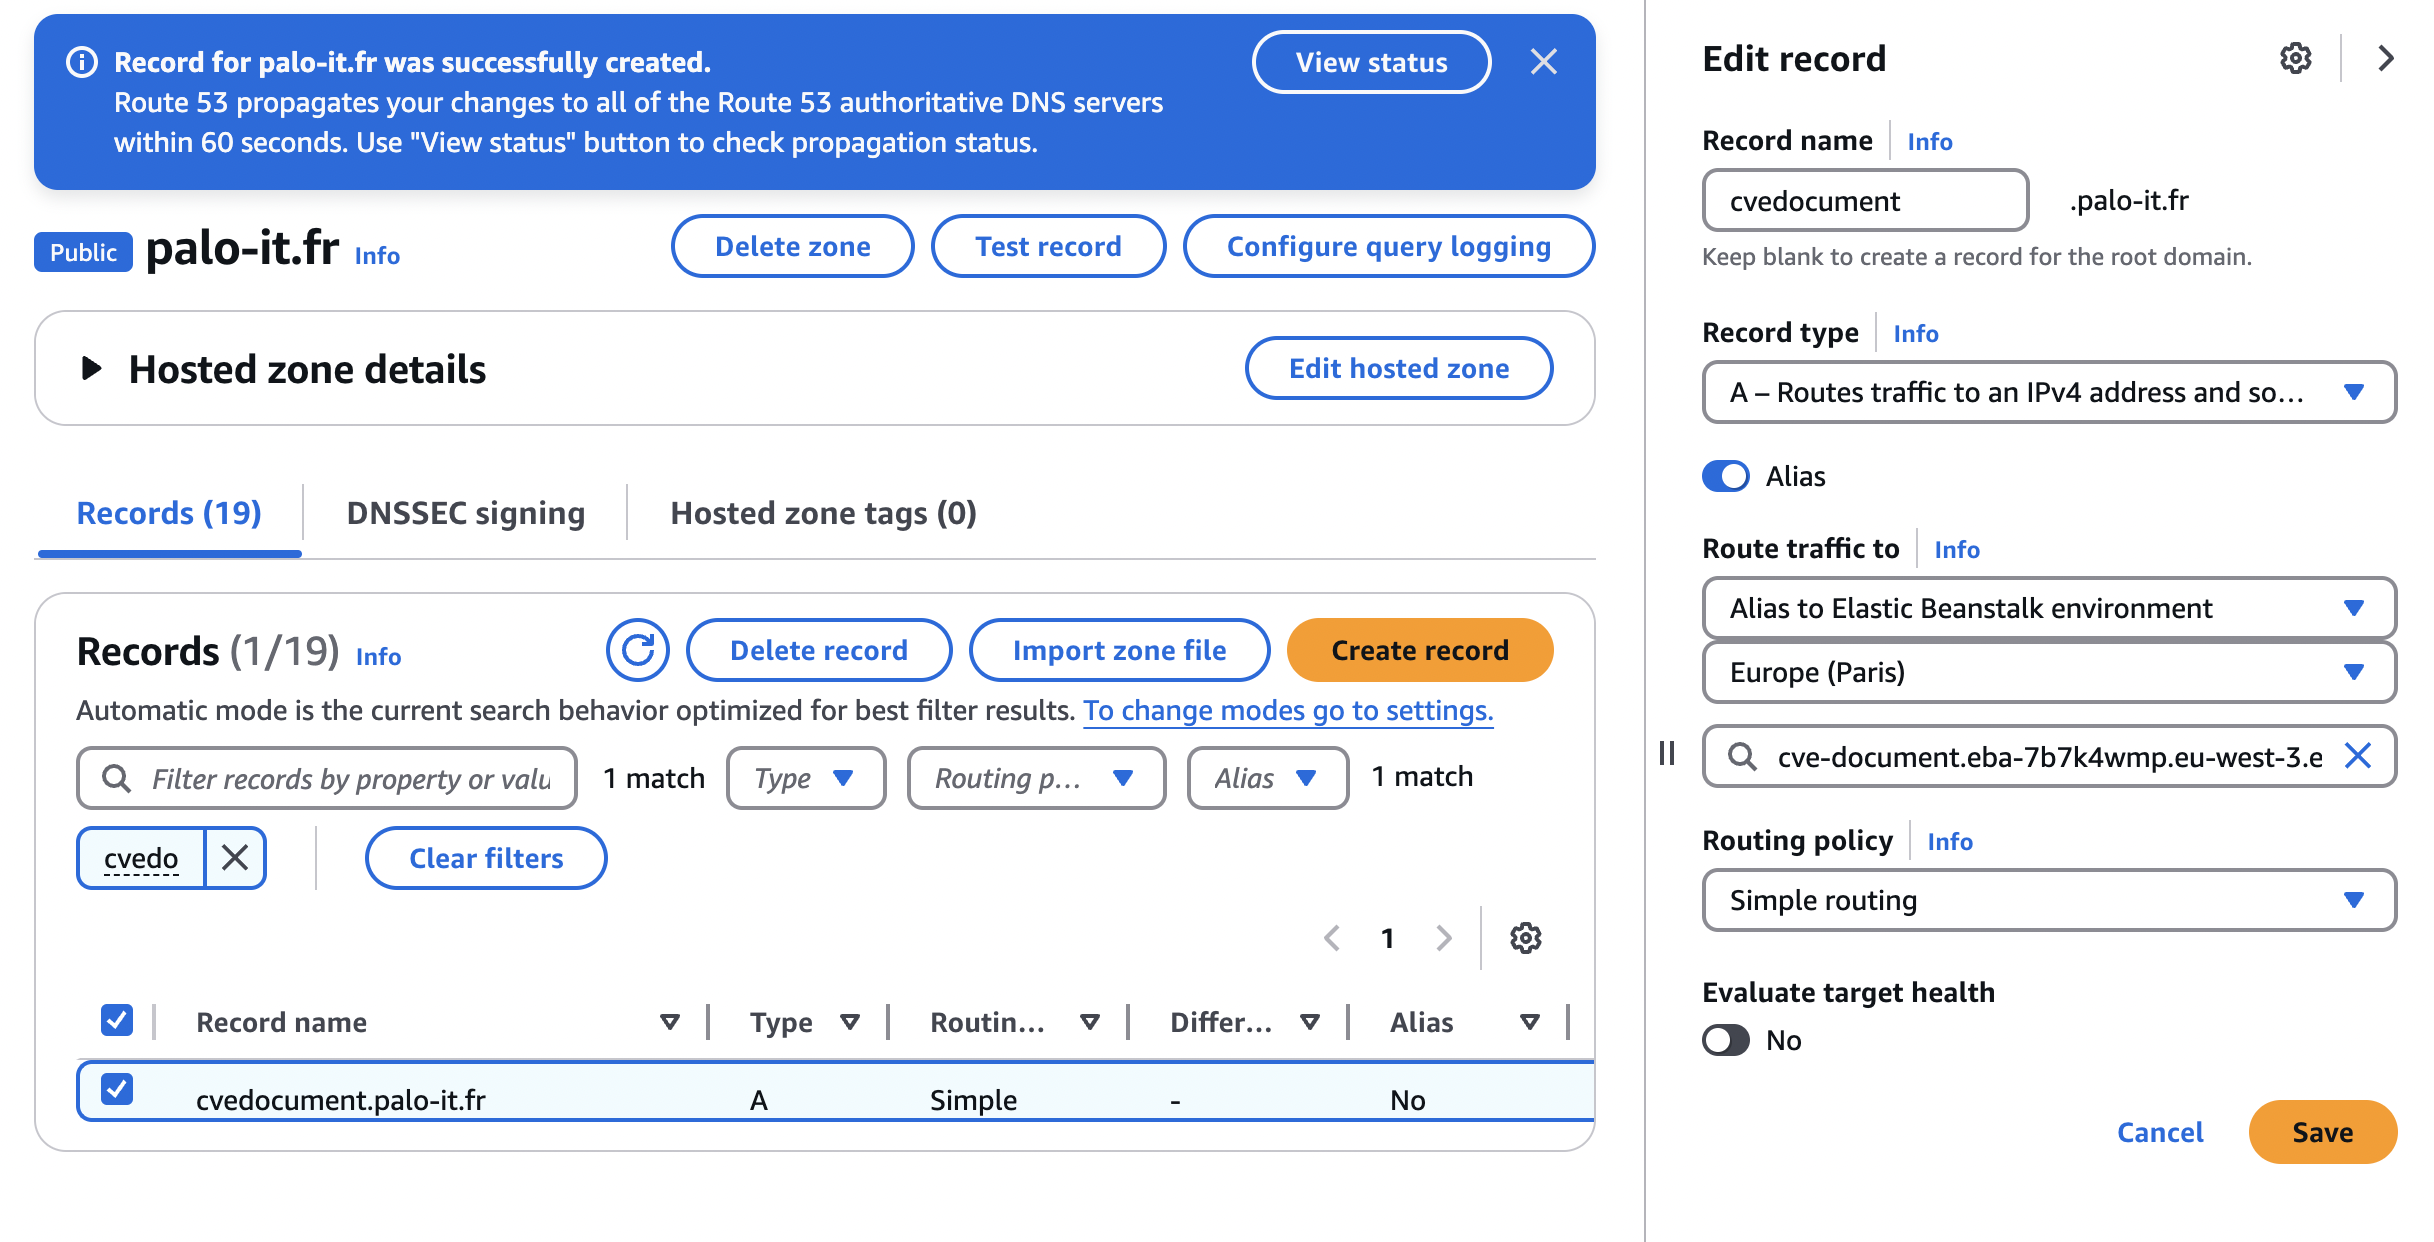 Record for palo-it.fr was successfully created.
Route 53 propagates your changes to all of the Route 53 authoritative DNS servers
within 60 seconds. Use "View status" button to check propagation status.
View status
Public palo-it.fr Info
Delete zone
Test record
Configure query logging
Hosted zone details
Edit hosted zone
Records (19)
DNSSEC signing
Hosted zone tags (0)
Records (1/19) Info
Delete record
Import zone file
Create record
Automatic mode is the current search behavior optimized for best filter results. To change modes go to settings.
Filter records by property or valu
1 match
Type
Routing p...
Alias
1 match
cvedo
Clear filters
1
Record name
Type
Routin...
Differ...
Alias
cvedocument.palo-it.fr
A
Simple
-
No
Edit record
Record name Info
cvedocument
.palo-it.fr
Keep blank to create a record for the root domain.
Record type Info
A – Routes traffic to an IPv4 address and so...
Alias
Route traffic to Info
Alias to Elastic Beanstalk environment
Europe (Paris)
cve-document.eba-7b7k4wmp.eu-west-3.e
Routing policy Info
Simple routing
Evaluate target health
No
Cancel
Save